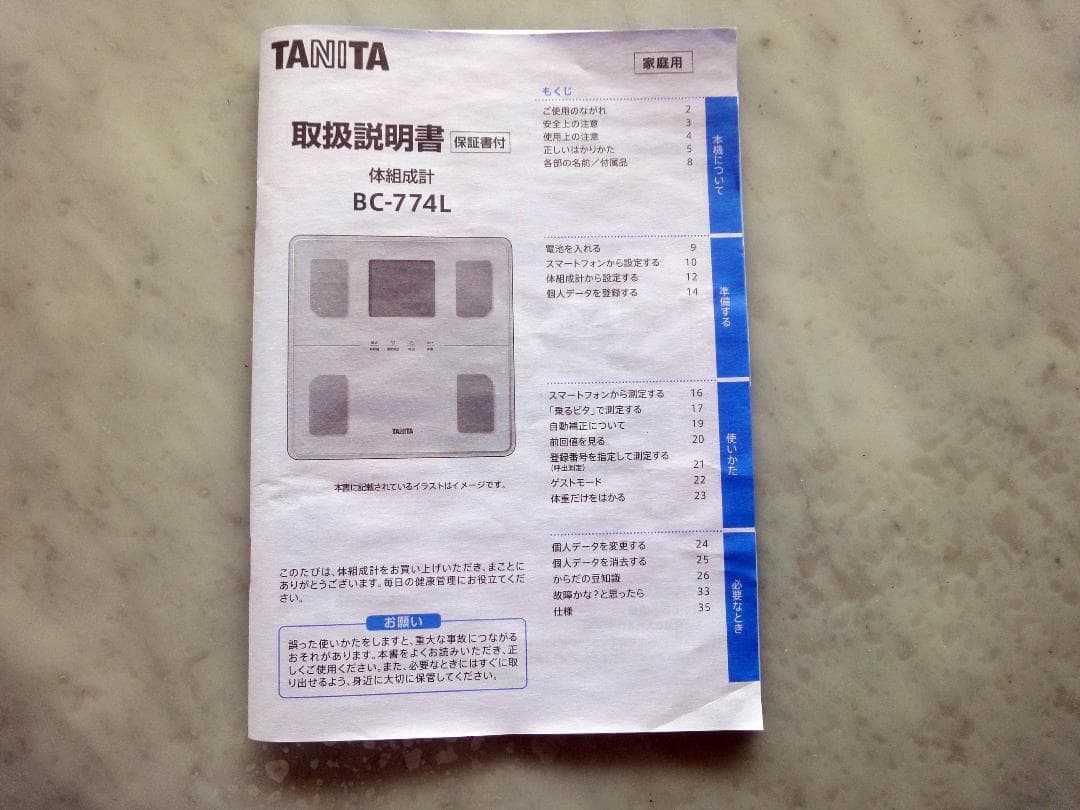 TANITA
家庭用
取扱説明書 保証書付
体組成計
BC-774L
TANITA
本書に記載されているイラストはイメージです。
このたびは、体組成計をお買い上げいただき、まことに
ありがとうございます。毎日の健康管理にお役立てくだ
さい。
お願い
誤った使いかたをしますと、重大な事故につながる
おそれがあります。本書をよくお読みいただき、正
しくご使用ください。また、必要なときにはすぐに取
り出せるよう、身近に大切に保管してください。
もくじ
ご使用のながれ 2
安全上の注意 3
使用上の注意 4
正しいはかりかた 5
各部の名前／付属品 8
本機について
電池を入れる 9
スマートフォンから設定する 10
体組成計から設定する 12
個人データを登録する 14
準備する
スマートフォンから測定する 16
「乗るピタ」で測定する 17
自動補正について 19
前回値を見る 20
登録番号を指定して測定する
（呼出測定） 21
ゲストモード 22
体重だけをはかる 23
使いかた
個人データを変更する 24
個人データを消去する 25
からだの豆知識 26
故障かな？と思ったら 33
仕様 35
必要なとき